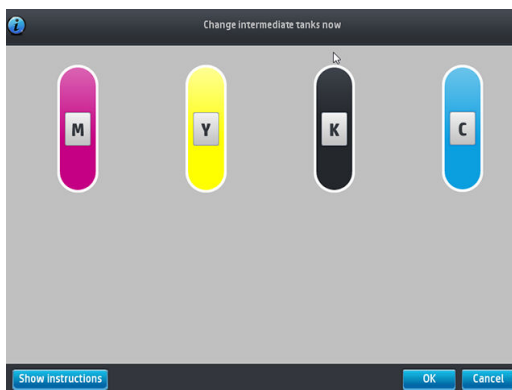 Change intermediate tanks now
M Y K C
Show instructions OK Cancel